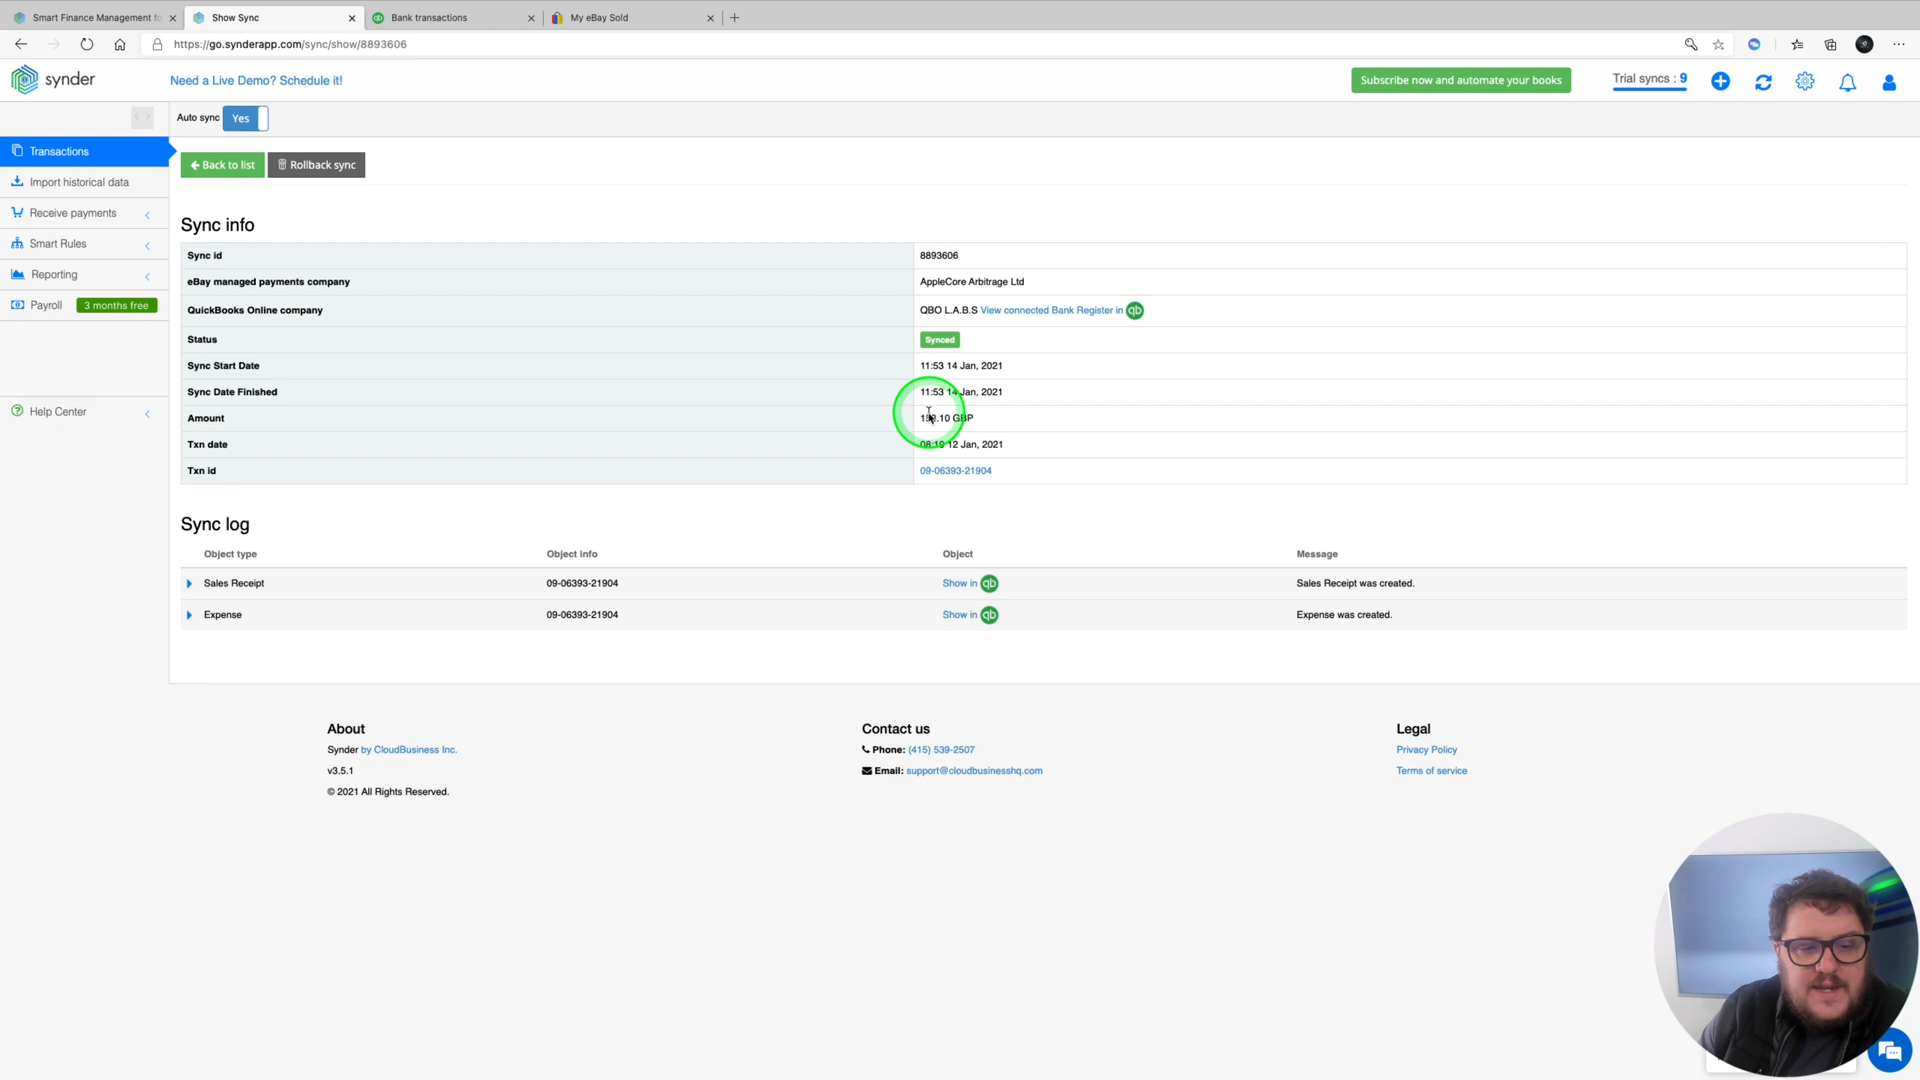 Smart Finance Management fo
Show Sync
Bank transactions
My eBay Sold
https://go.synderapp.com/sync/show/8893606
synder
Need a Live Demo? Schedule it!
Subscribe now and automate your books
Trial syncs : 9
Auto sync Yes
Transactions
Import historical data
Receive payments
Smart Rules
Reporting
Payroll 3 months free
Help Center
Back to list
Rollback sync
Sync info
Sync id 8893606
eBay managed payments company AppleCore Arbitrage Ltd
QuickBooks Online company QBO L.A.B.S View connected Bank Register in qb
Status Synced
Sync Start Date 11:53 14 Jan, 2021
Sync Date Finished 11:53 14 Jan, 2021
Amount GBP
Txn date 08:19 12 Jan, 2021
Txn id 09-06393-21904
Sync log
Object type Object info Object Message
Sales Receipt 09-06393-21904 Show in qb Sales Receipt was created.
Expense 09-06393-21904 Show in qb Expense was created.
About
Synder by CloudBusiness Inc.
v3.5.1
© 2021 All Rights Reserved.
Contact us
Phone: (415) 539-2507
Email: support@cloudbusinesshq.com
Legal
Privacy Policy
Terms of service